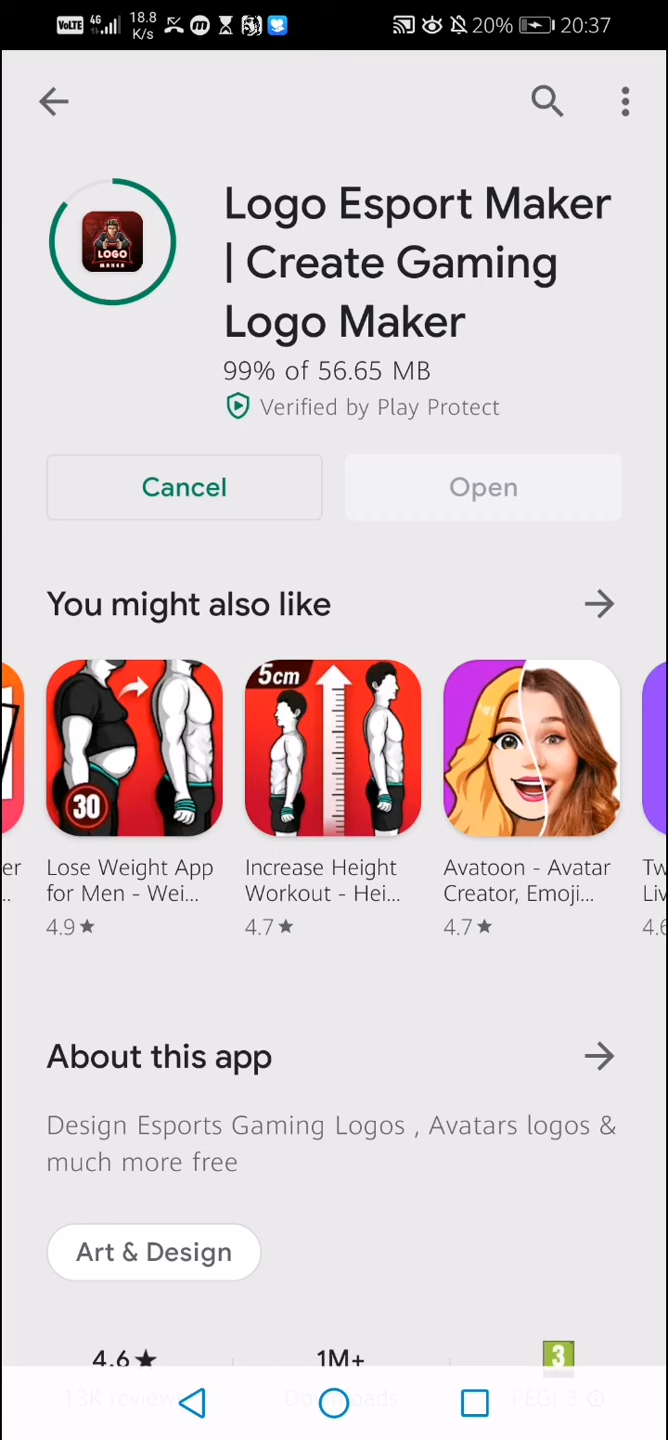 VoLTE 4G 18.8 K/s 20% 20:37
LOGO
MAKER
Logo Esport Maker
| Create Gaming
Logo Maker
99% of 56.65 MB
Verified by Play Protect
Cancel Open
You might also like
30
5cm
er
..
Lose Weight App
for Men - Wei...
4.9★
Increase Height
Workout - Hei...
4.7★
Avatoon - Avatar
Creator, Emoji...
4.7★
Tw
Liv
4.6
About this app
Design Esports Gaming Logos , Avatars logos &
much more free
Art & Design
4.6★ 1M+ 3
13K reviews Downloads PEGI 3